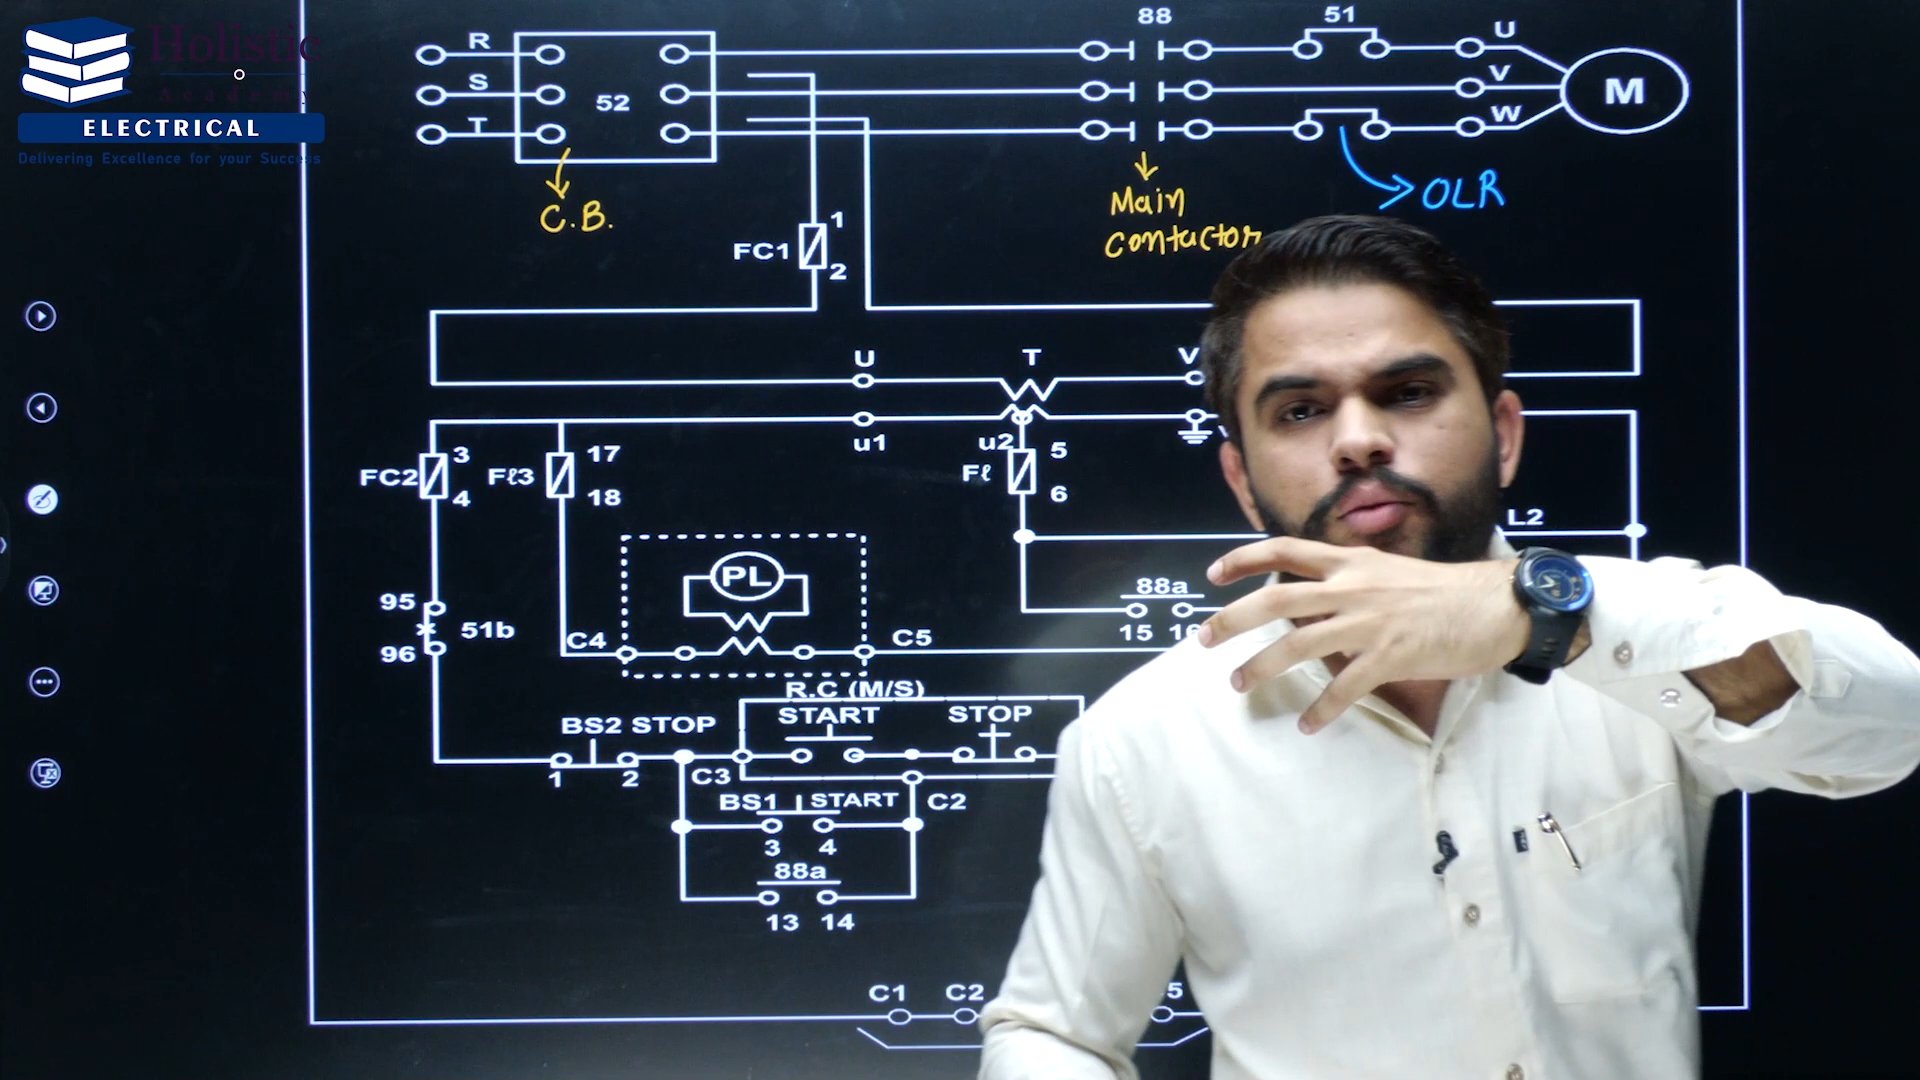 Holistic
Academy
ELECTRICAL
Delivering Excellence for your Success
R
S
T
52
C.B.
88
51
U
V
W
M
Main
contactor
OLR
FC1
1
2
U
T
V
u1
u2
FC2
3
4
Fℓ3
17
18
Fℓ
5
6
L2
PL
88a
15
C4
C5
95
96
51b
R.C (M/S)
BS2 STOP
START
STOP
1
2
C3
BS1
START
C2
3
4
88a
13
14
C1
C2
5